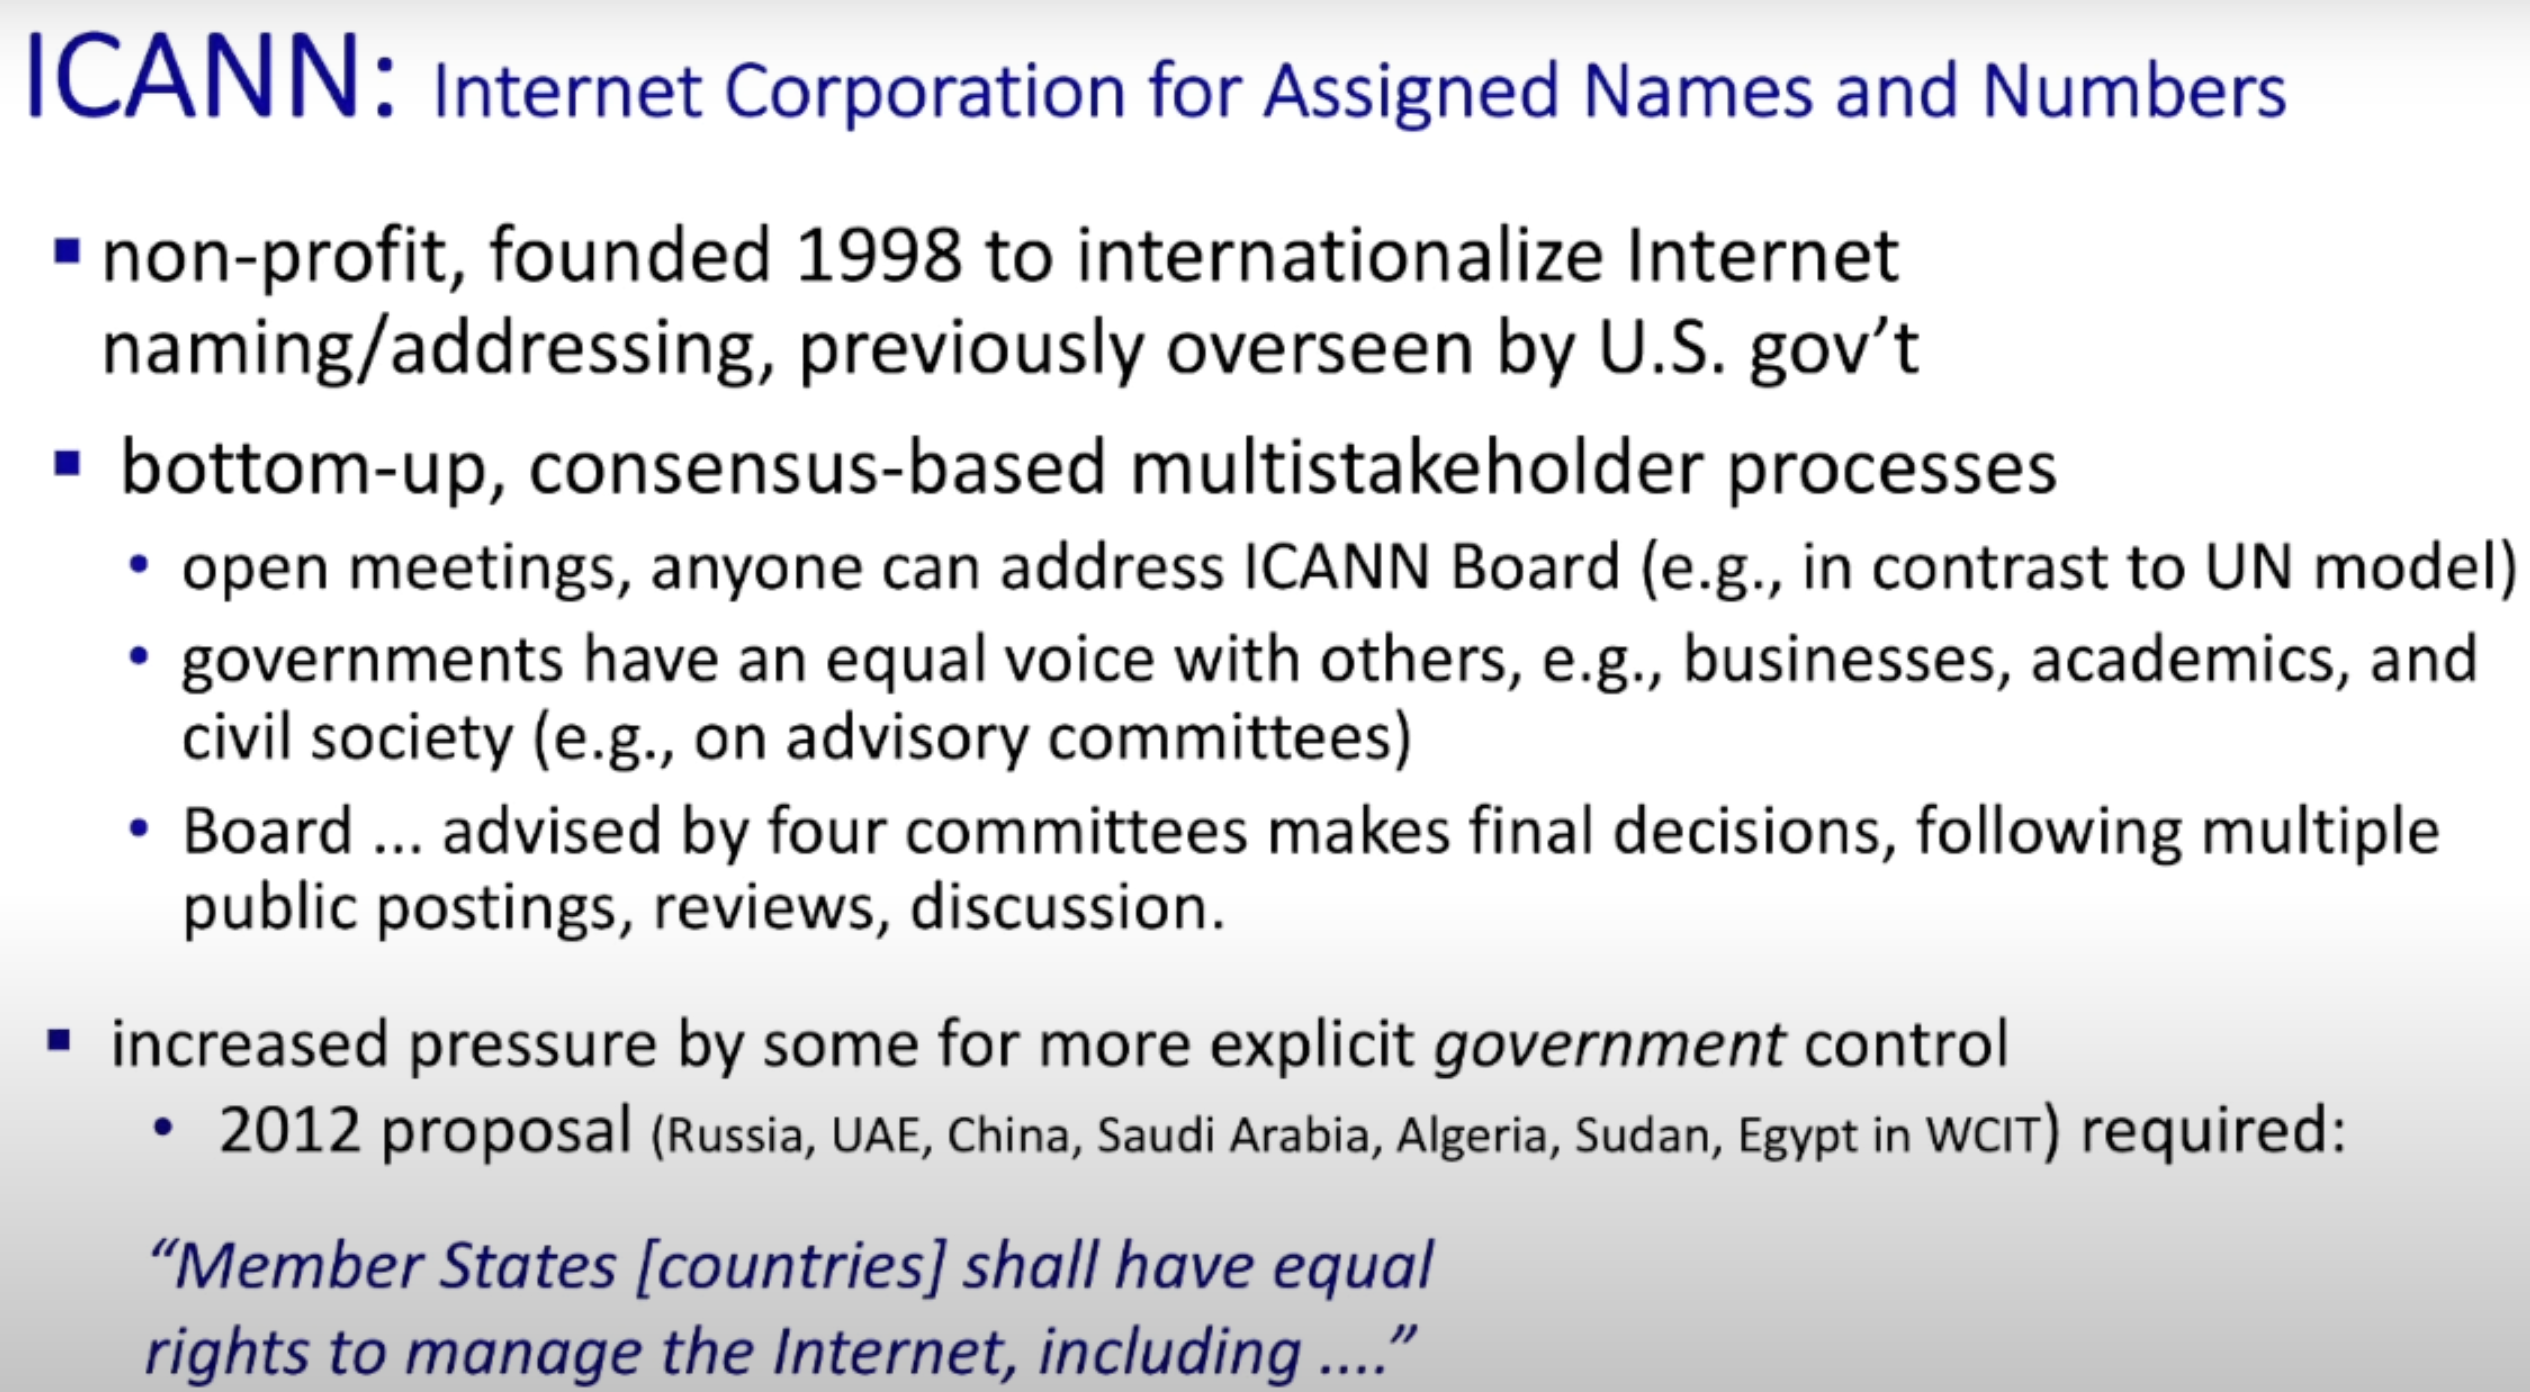 ICANN: Internet Corporation for Assigned Names and Numbers
▪ non-profit, founded 1998 to internationalize Internet
naming/addressing, previously overseen by U.S. gov’t
▪ bottom-up, consensus-based multistakeholder processes
• open meetings, anyone can address ICANN Board (e.g., in contrast to UN model)
• governments have an equal voice with others, e.g., businesses, academics, and
civil society (e.g., on advisory committees)
• Board ... advised by four committees makes final decisions, following multiple
public postings, reviews, discussion.
▪ increased pressure by some for more explicit government control
• 2012 proposal (Russia, UAE, China, Saudi Arabia, Algeria, Sudan, Egypt in WCIT) required:
“Member States [countries] shall have equal
rights to manage the Internet, including ....”